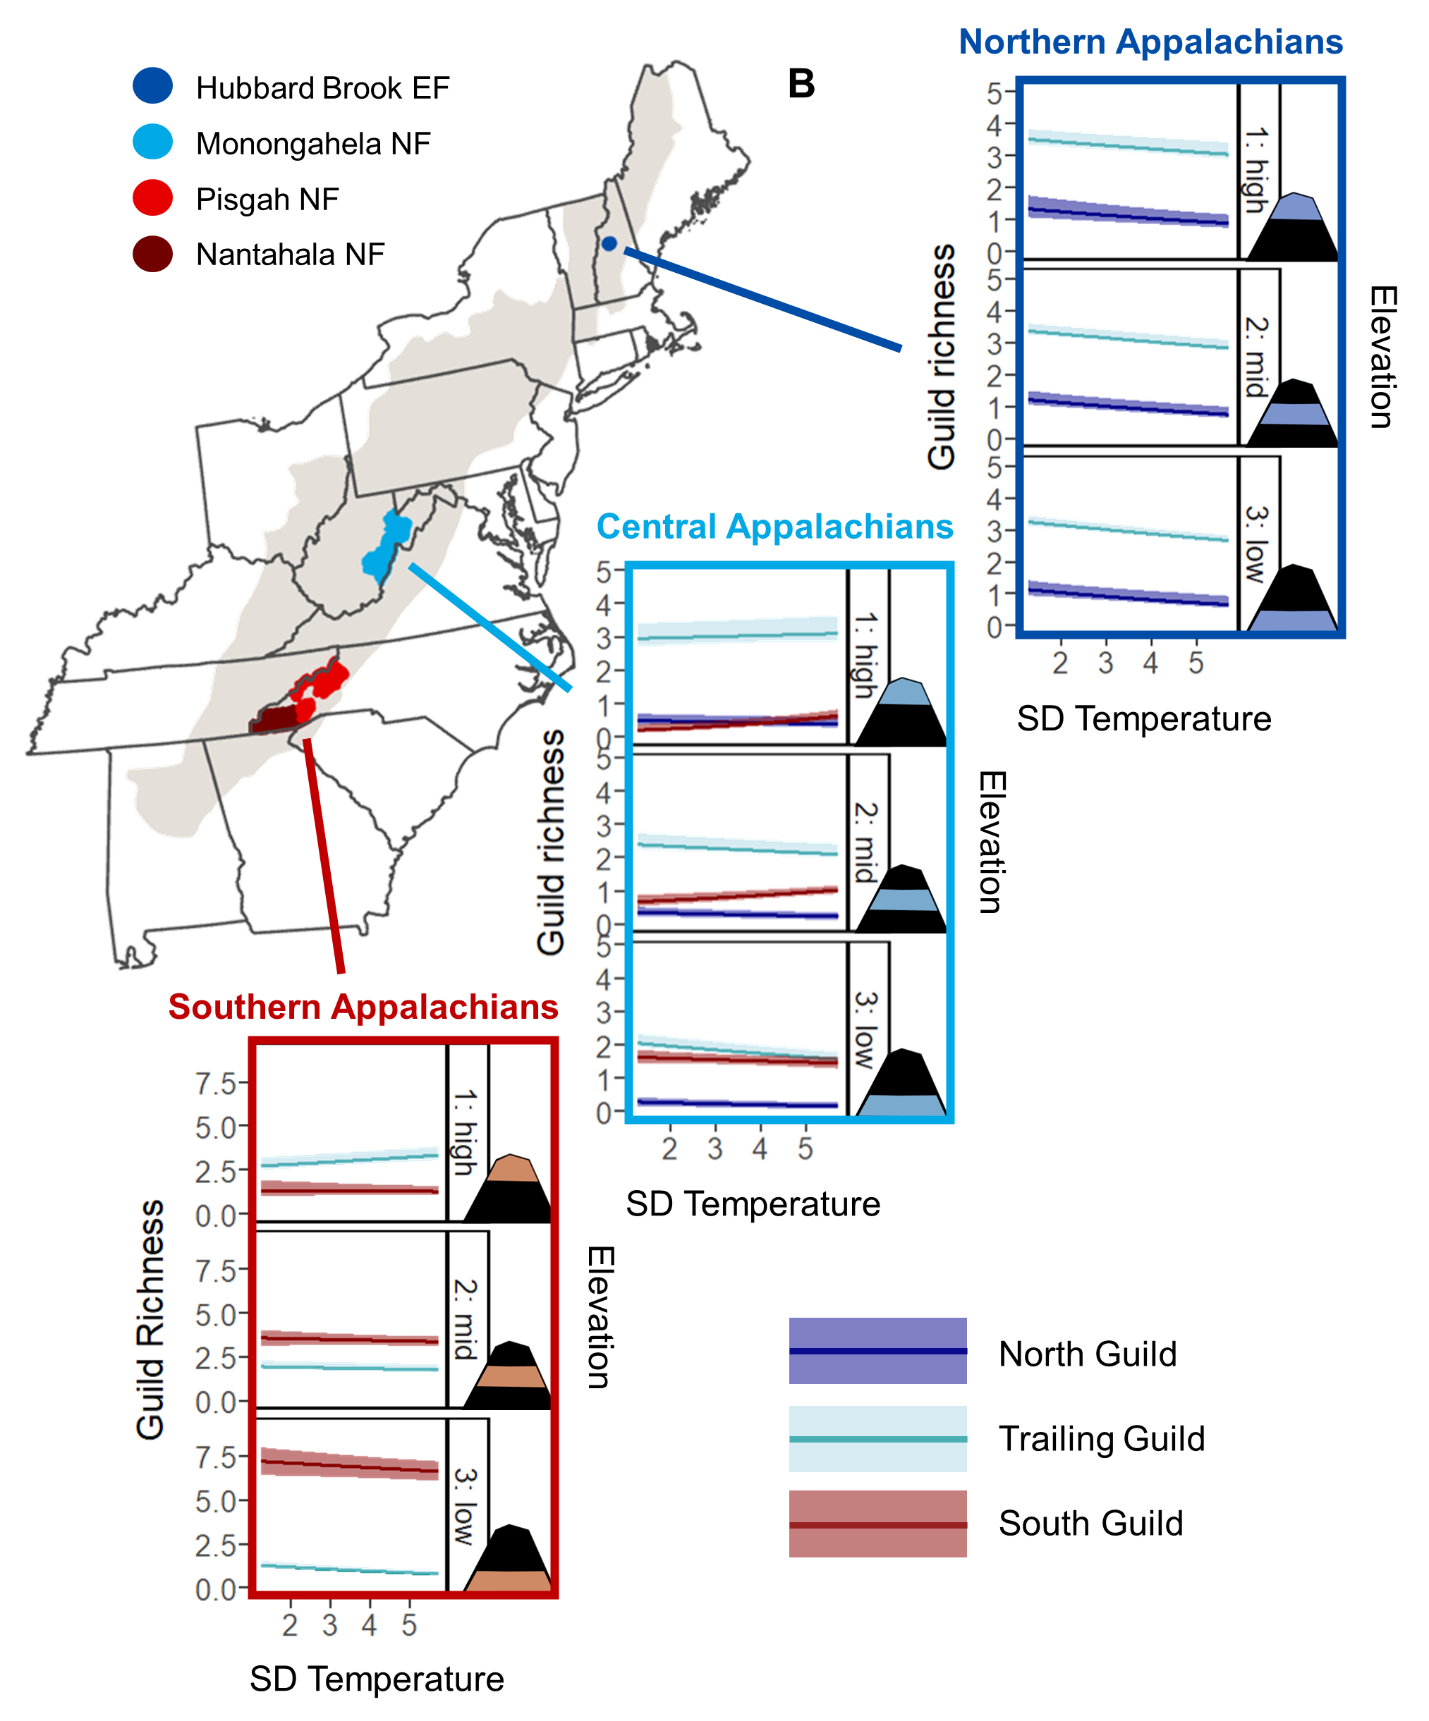 Hubbard Brook EF
Monongahela NF
Pisgah NF
Nantahala NF
B
Northern Appalachians
Guild richness
5
4
3
2
1
0
1: high
5
4
3
2
1
0
2: mid
5
4
3
2
1
0
3: low
Elevation
2 3 4 5
SD Temperature
Central Appalachians
Guild richness
5
4
3
2
1
0
1: high
5
4
3
2
1
0
2: mid
5
4
3
2
1
0
3: low
Elevation
2 3 4 5
SD Temperature
Southern Appalachians
Guild Richness
7.5
5.0
2.5
0.0
1: high
7.5
5.0
2.5
0.0
2: mid
7.5
5.0
2.5
0.0
3: low
Elevation
2 3 4 5
SD Temperature
North Guild
Trailing Guild
South Guild